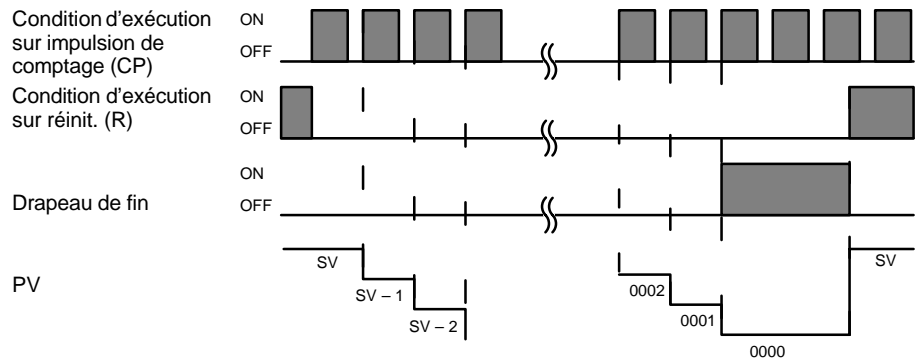 Condition d'exécution
sur impulsion de
comptage (CP)
ON
OFF
Condition d'exécution
sur réinit. (R)
ON
OFF
Drapeau de fin
ON
OFF
PV
SV
SV – 1
SV – 2
0002
0001
0000
SV